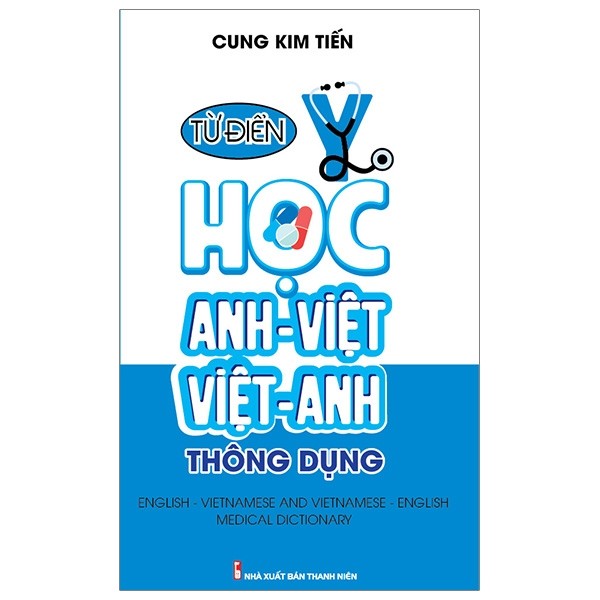 CUNG KIM TIẾN
TỪ ĐIỂN Y
HỌC
ANH-VIỆT
VIỆT-ANH
THÔNG DỤNG
ENGLISH - VIETNAMESE AND VIETNAMESE - ENGLISH
MEDICAL DICTIONARY
NHÀ XUẤT BẢN THANH NIÊN